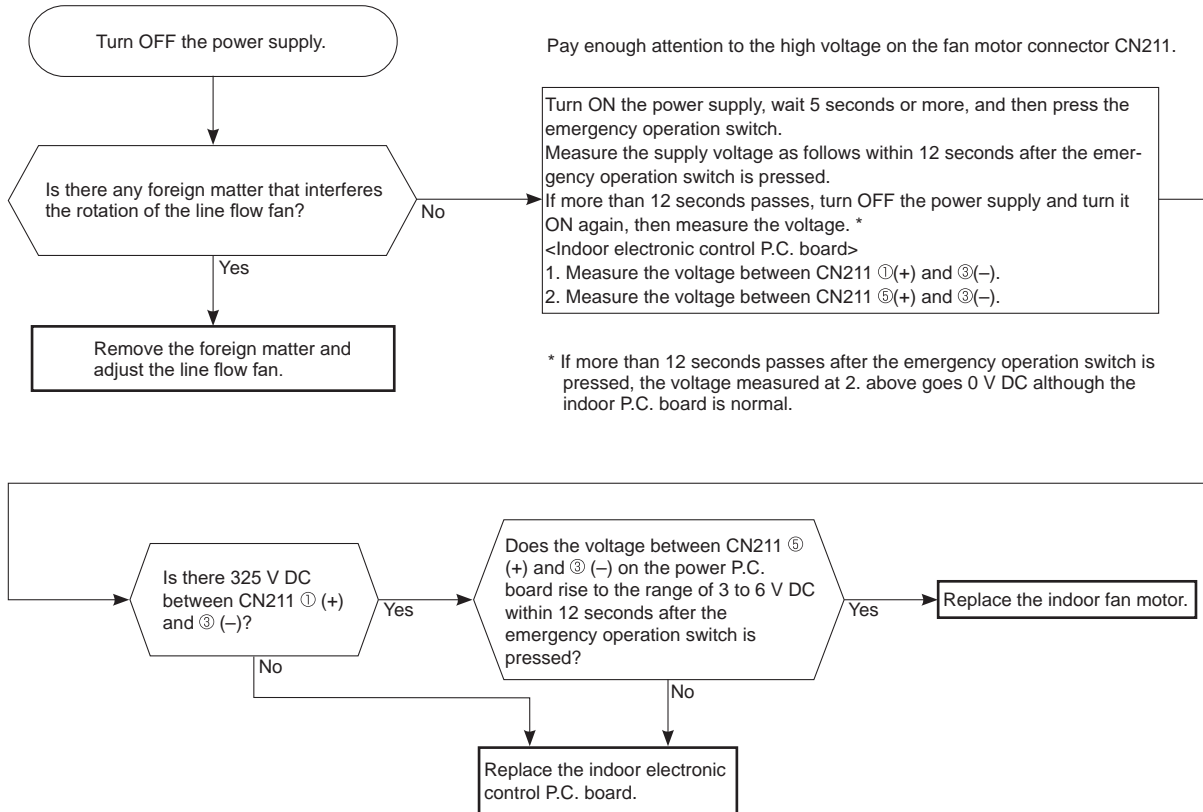 Turn OFF the power supply.
Pay enough attention to the high voltage on the fan motor connector CN211.
Is there any foreign matter that interferes
the rotation of the line flow fan?
No
Yes
Remove the foreign matter and
adjust the line flow fan.
Turn ON the power supply, wait 5 seconds or more, and then press the
emergency operation switch.
Measure the supply voltage as follows within 12 seconds after the emer-
gency operation switch is pressed.
If more than 12 seconds passes, turn OFF the power supply and turn it
ON again, then measure the voltage. *
<Indoor electronic control P.C. board>
1. Measure the voltage between CN211 ①(+) and ③(–).
2. Measure the voltage between CN211 ⑤(+) and ③(–).
* If more than 12 seconds passes after the emergency operation switch is
pressed, the voltage measured at 2. above goes 0 V DC although the
indoor P.C. board is normal.
Is there 325 V DC
between CN211 ① (+)
and ③ (–)?
Yes
No
Does the voltage between CN211 ⑤
(+) and ③ (–) on the power P.C.
board rise to the range of 3 to 6 V DC
within 12 seconds after the
emergency operation switch is
pressed?
Yes
No
Replace the indoor fan motor.
Replace the indoor electronic
control P.C. board.